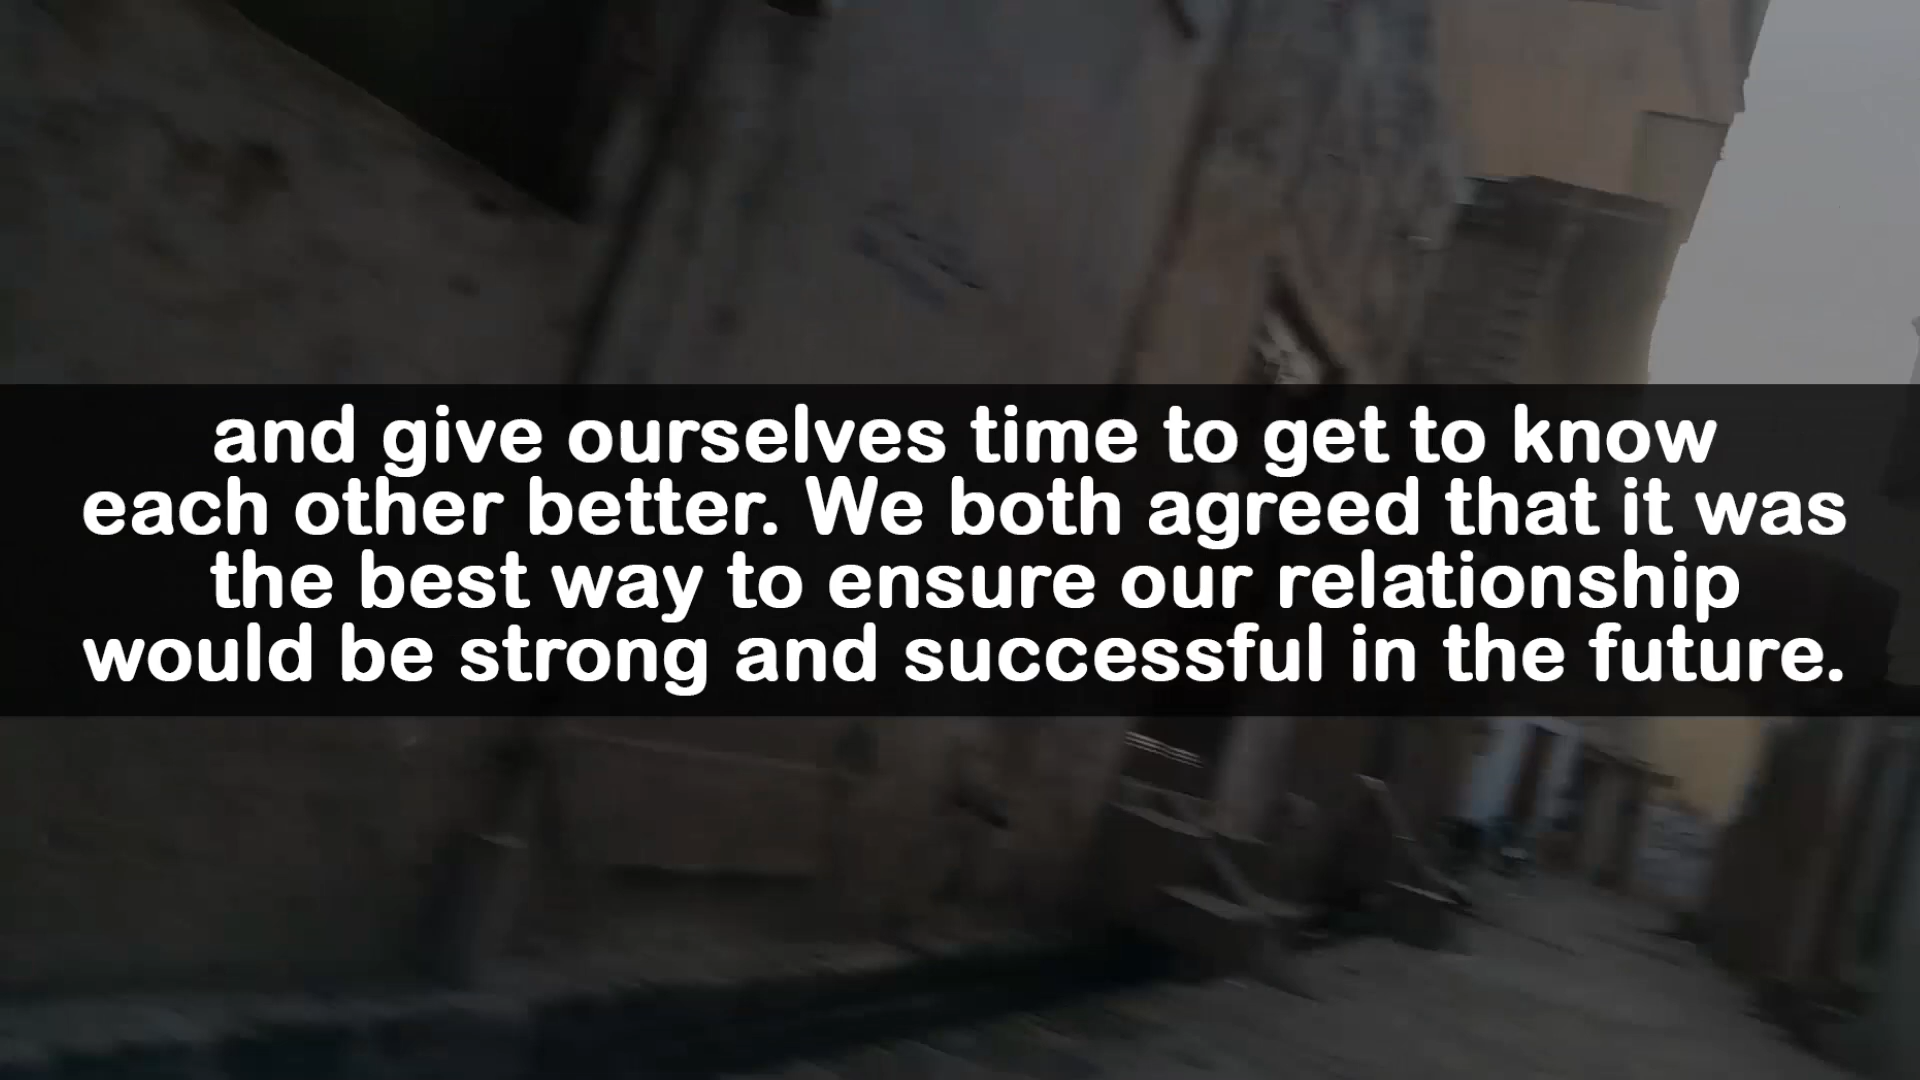 and give ourselves time to get to know
each other better. We both agreed that it was
the best way to ensure our relationship
would be strong and successful in the future.